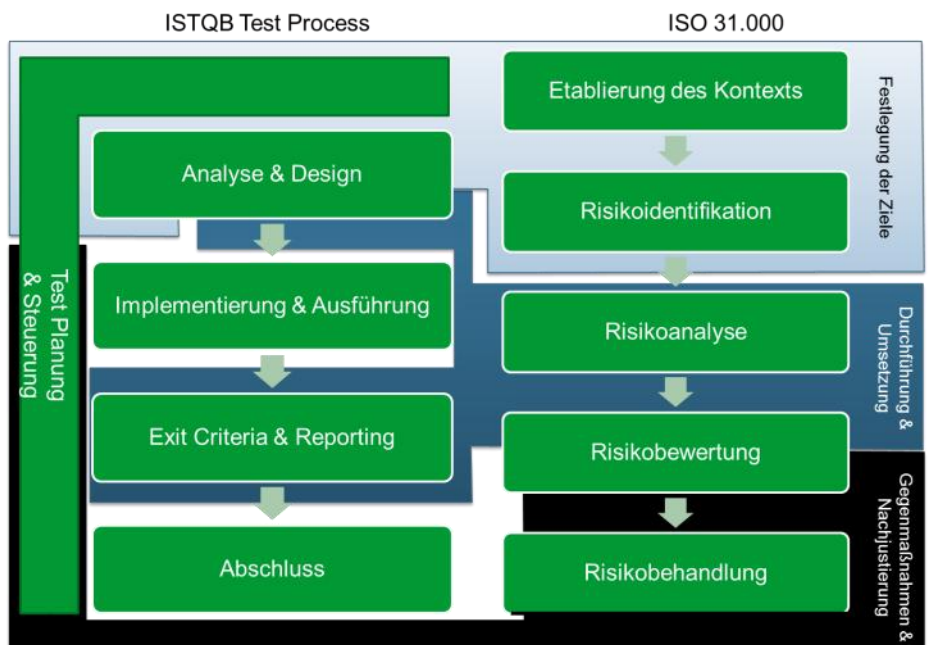 ISTQB Test Process
ISO 31.000
Etablierung des Kontexts
Analyse & Design
Risikoidentifikation
Festlegung der Ziele
Test Planung
& Steuerung
Implementierung & Ausführung
Risikoanalyse
Durchführung &
Umsetzung
Exit Criteria & Reporting
Risikobewertung
Abschluss
Risikobehandlung
Gegenmaßnahmen &
Nachjustierung